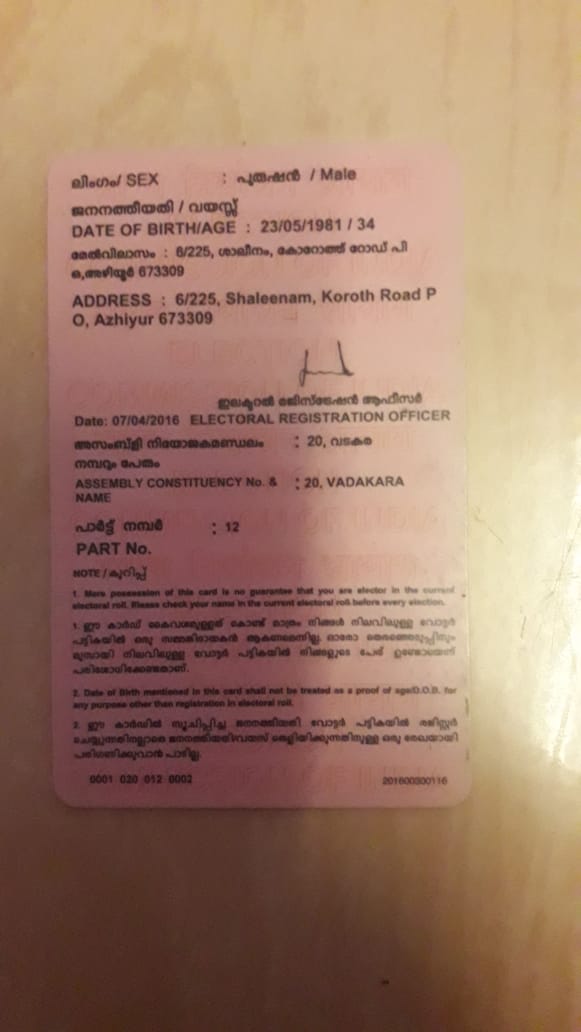 ലിംഗം/ SEX : പുരുഷൻ / Male
ജനനത്തീയതി / വയസ്സ്
DATE OF BIRTH/AGE : 23/05/1981 / 34
മേൽവിലാസം : 6/225, ശാലീനം, കോറോത്ത് റോഡ് പി
ഒ,അഴിയൂർ 673309
ADDRESS : 6/225, Shaleenam, Koroth Road P
O, Azhiyur 673309
ഇലക്ടറൽ രജിസ്ട്രേഷൻ ആഫീസർ
Date: 07/04/2016 ELECTORAL REGISTRATION OFFICER
അസംബ്ളി നിയോജകമണ്ഡലം : 20, വടകര
നമ്പറും പേരും
ASSEMBLY CONSTITUENCY No. & : 20, VADAKARA
NAME
പാർട്ട് നമ്പർ : 12
PART No.
NOTE / കുറിപ്പ്
1. Mere possession of this card is no guarantee that you are elector in the current
electoral roll. Please check your name in the current electoral roll before every election.
1. ഈ കാർഡ് കൈവശമുള്ളത് കൊണ്ട് മാത്രം നിങ്ങൾ നിലവിലുള്ള വോട്ടർ
പട്ടികയിൽ ഒരു സമ്മതിദായകൻ ആകണമെന്നില്ല. ഓരോ തെരഞ്ഞെടുപ്പിനും
മുമ്പായി നിലവിലുള്ള വോട്ടർ പട്ടികയിൽ നിങ്ങളുടെ പേര് ഉണ്ടോയെന്ന്
പരിശോധിക്കേണ്ടതാണ്.
2. Date of Birth mentioned in this card shall not be treated as a proof of age/D.O.B. for
any purpose other than registration in electoral roll.
2. ഈ കാർഡിൽ സൂചിപ്പിച്ച ജനനത്തീയതി വോട്ടർ പട്ടികയിൽ രജിസ്റ്റർ
ചെയ്യുന്നതിനല്ലാതെ ജനനത്തീയതി/വയസ് തെളിയിക്കുന്നതിനുള്ള ഒരു രേഖയായി
പരിഗണിക്കുവാൻ പാടില്ല.
0001 020 012 0002 201600300116